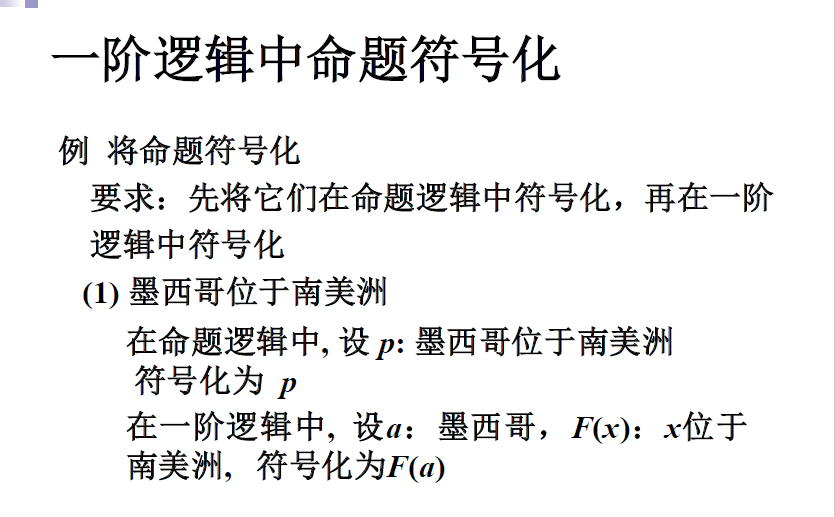 一阶逻辑中命题符号化
例 将命题符号化
要求：先将它们在命题逻辑中符号化，再在一阶
逻辑中符号化
(1) 墨西哥位于南美洲
在命题逻辑中, 设 p: 墨西哥位于南美洲
符号化为 p
在一阶逻辑中, 设a：墨西哥，F(x)：x位于
南美洲, 符号化为F(a)